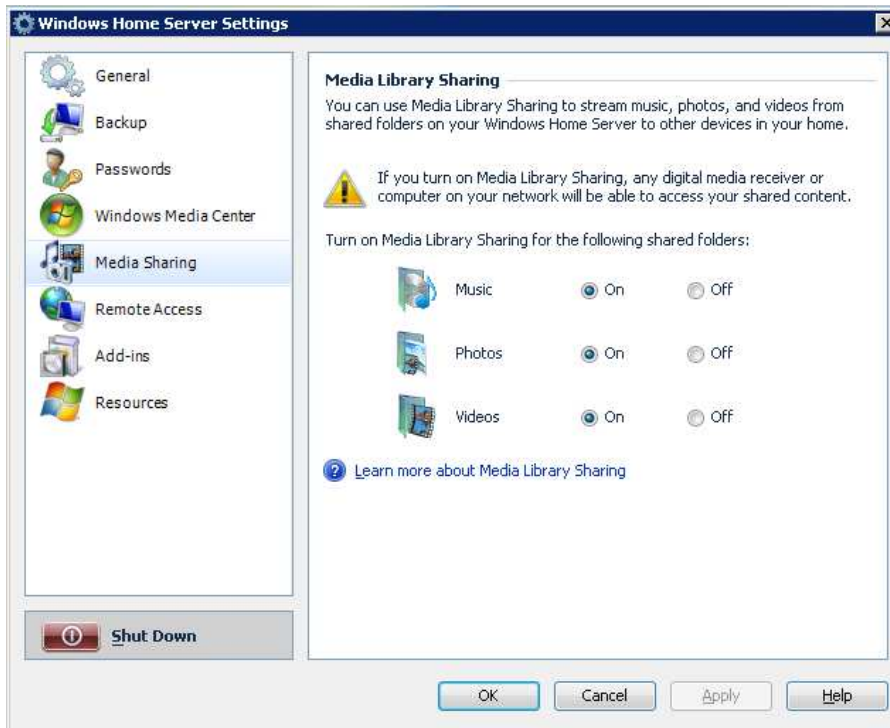 Windows Home Server Settings
General
Backup
Passwords
Windows Media Center
Media Sharing
Remote Access
Add-ins
Resources
Shut Down
Media Library Sharing
You can use Media Library Sharing to stream music, photos, and videos from
shared folders on your Windows Home Server to other devices in your home.
If you turn on Media Library Sharing, any digital media receiver or
computer on your network will be able to access your shared content.
Turn on Media Library Sharing for the following shared folders:
Music On Off
Photos On Off
Videos On Off
Learn more about Media Library Sharing
OK Cancel Apply Help